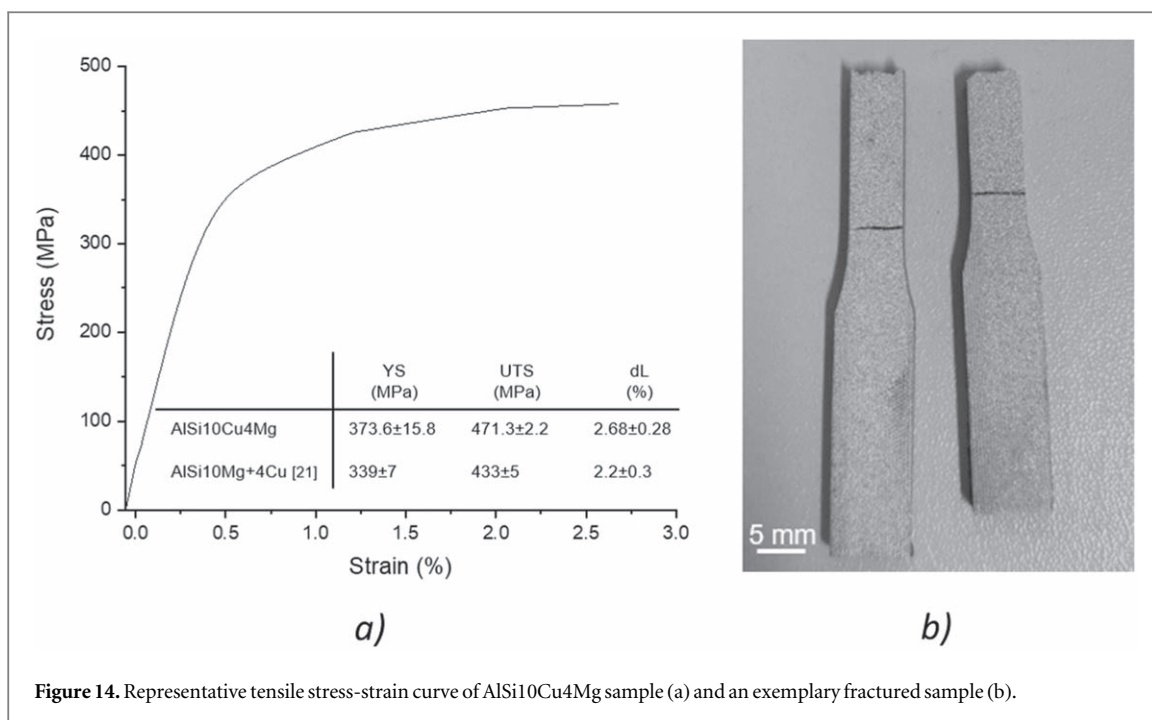 500
400
300
200
100
0
Stress (MPa)
YS UTS dL
(MPa) (MPa) (%)
AlSi10Cu4Mg 373.6±15.8 471.3±2.2 2.68±0.28
AlSi10Mg+4Cu [21] 339±7 433±5 2.2±0.3
0.0 0.5 1.0 1.5 2.0 2.5 3.0
Strain (%)
a)
5 mm
b)
Figure 14. Representative tensile stress-strain curve of AlSi10Cu4Mg sample (a) and an exemplary fractured sample (b).